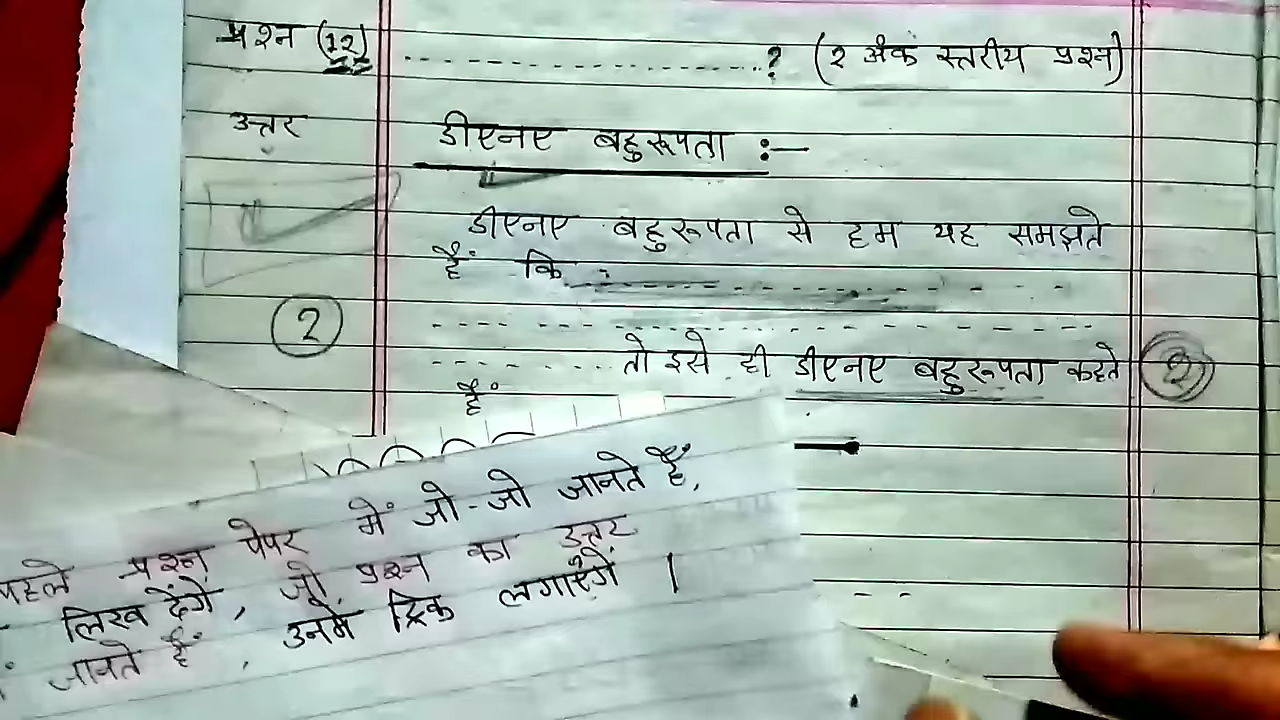 प्रश्न (12) ..............................? (2 अंक स्तरीय प्रश्न)
उत्तर डीएनए बहुरूपता :—
डीएनए बहुरूपता से हम यह समझते
हैं कि ..............................
2 ..............................
............ तो इसे ही डीएनए बहुरूपता कहते 2
हैं
पहले प्रश्न पेपर में जो-जो जानते हैं,
लिख देंगें, जो प्रश्न का उत्तर
जानते हैं, उनमें ट्रिक लगाएँगें ।